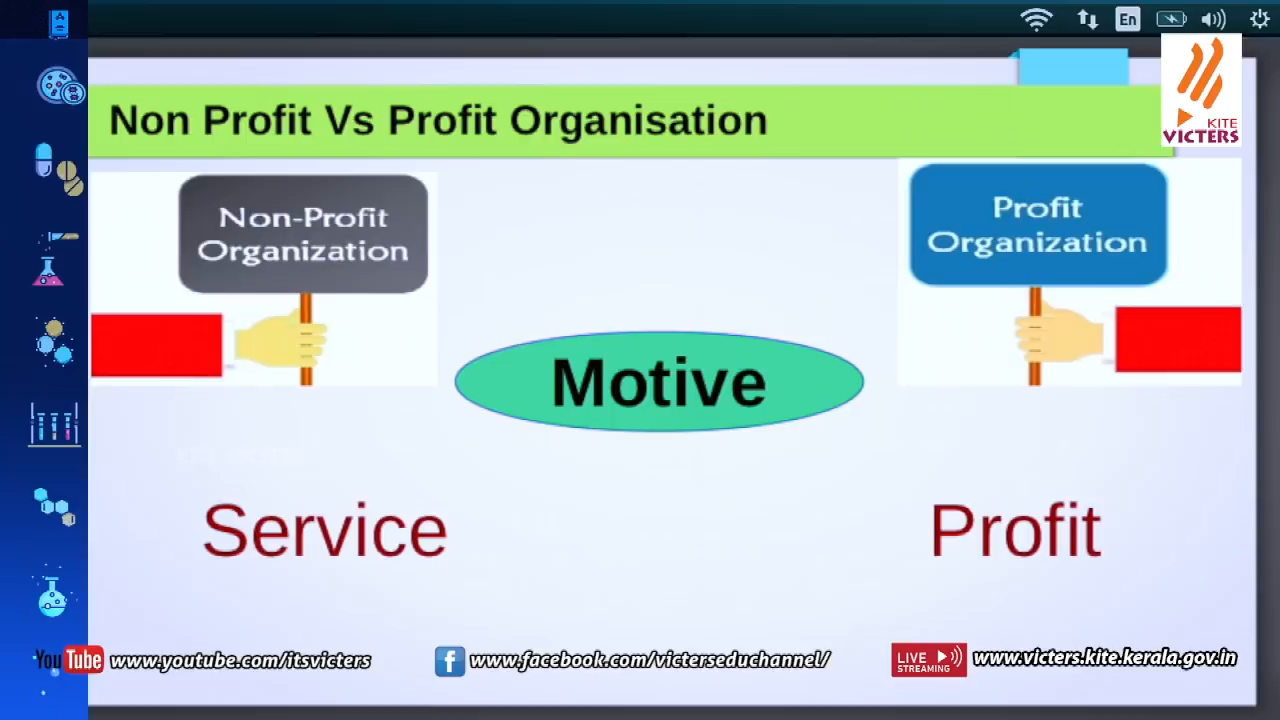 En
KITE
VICTERS
Non Profit Vs Profit Organisation
Non-Profit
Organization
Profit
Organization
Motive
Service
Profit
YouTube www.youtube.com/itsvicters
f www.facebook.com/victerseduchannel/
LIVE
STREAMING
www.victers.kite.kerala.gov.in